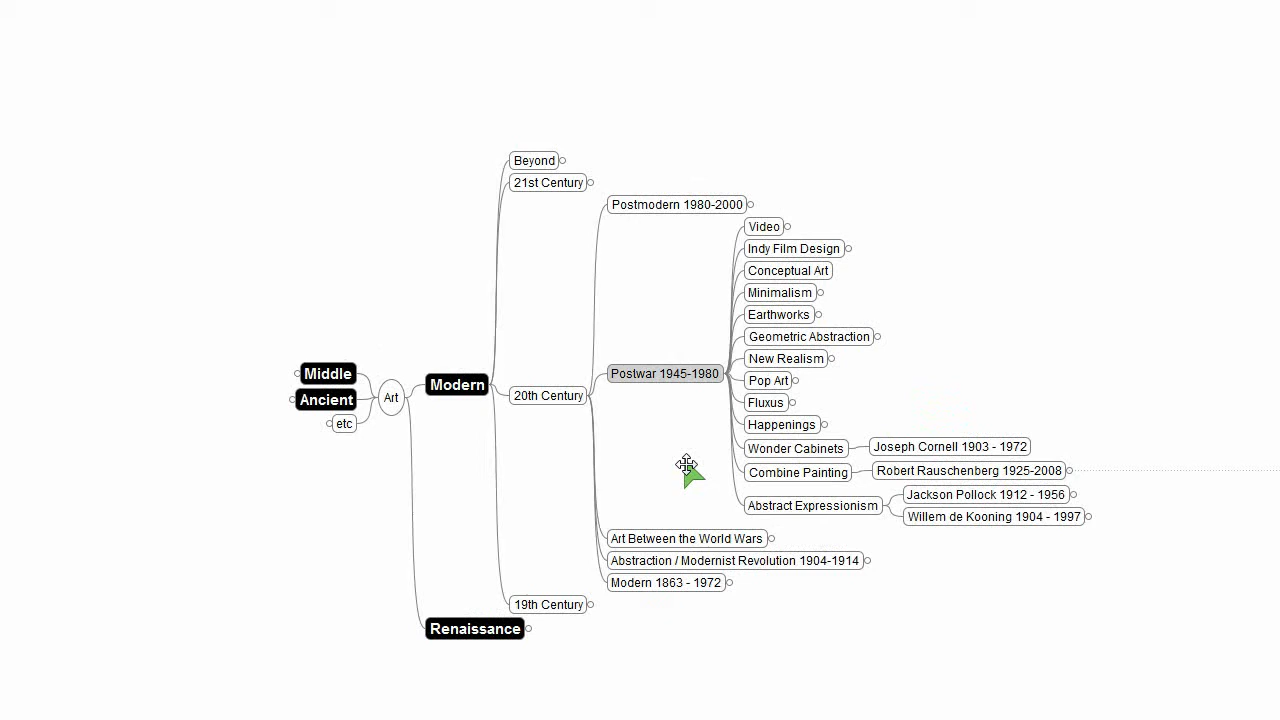 Beyond
21st Century
Postmodern 1980-2000
Video
Indy Film Design
Conceptual Art
Minimalism
Earthworks
Geometric Abstraction
New Realism
Middle
Postwar 1945-1980
Pop Art
Modern
Ancient
Art
20th Century
Fluxus
etc
Happenings
Wonder Cabinets
Joseph Cornell 1903 - 1972
Combine Painting
Robert Rauschenberg 1925-2008
Jackson Pollock 1912 - 1956
Abstract Expressionism
Willem de Kooning 1904 - 1997
Art Between the World Wars
Abstraction / Modernist Revolution 1904-1914
Modern 1863 - 1972
19th Century
Renaissance